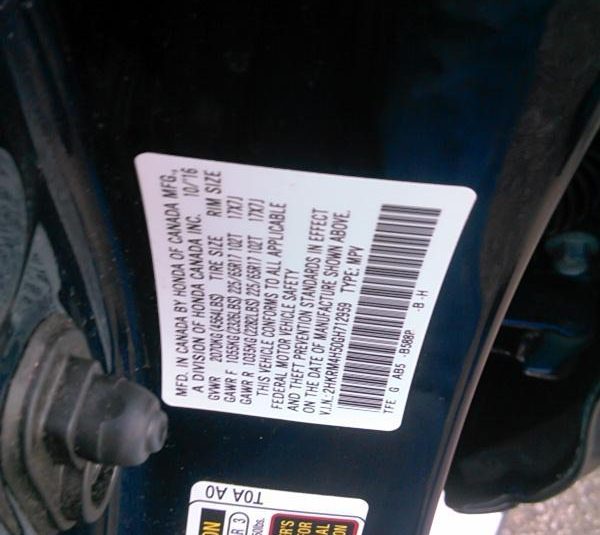 MFD. IN CANADA BY HONDA OF CANADA MFG.,
A DIVISION OF HONDA CANADA INC. 10/'16
GVWR 2070KG (4564LBS) TIRE SIZE RIM SIZE
GAWR F 1055KG (2326LBS) 225/65R17 102T 17X7J
GAWR R 1035KG (2282LBS) 225/65R17 102T 17X7J
THIS VEHICLE CONFORMS TO ALL APPLICABLE
FEDERAL MOTOR VEHICLE SAFETY
AND THEFT PREVENTION STANDARDS IN EFFECT
ON THE DATE OF MANUFACTURE SHOWN ABOVE.
V.I.N.:2HKRM4H50GH712999 TYPE: MPV
TFE G AB5 -B588P -B-H
T0A A0
R 3